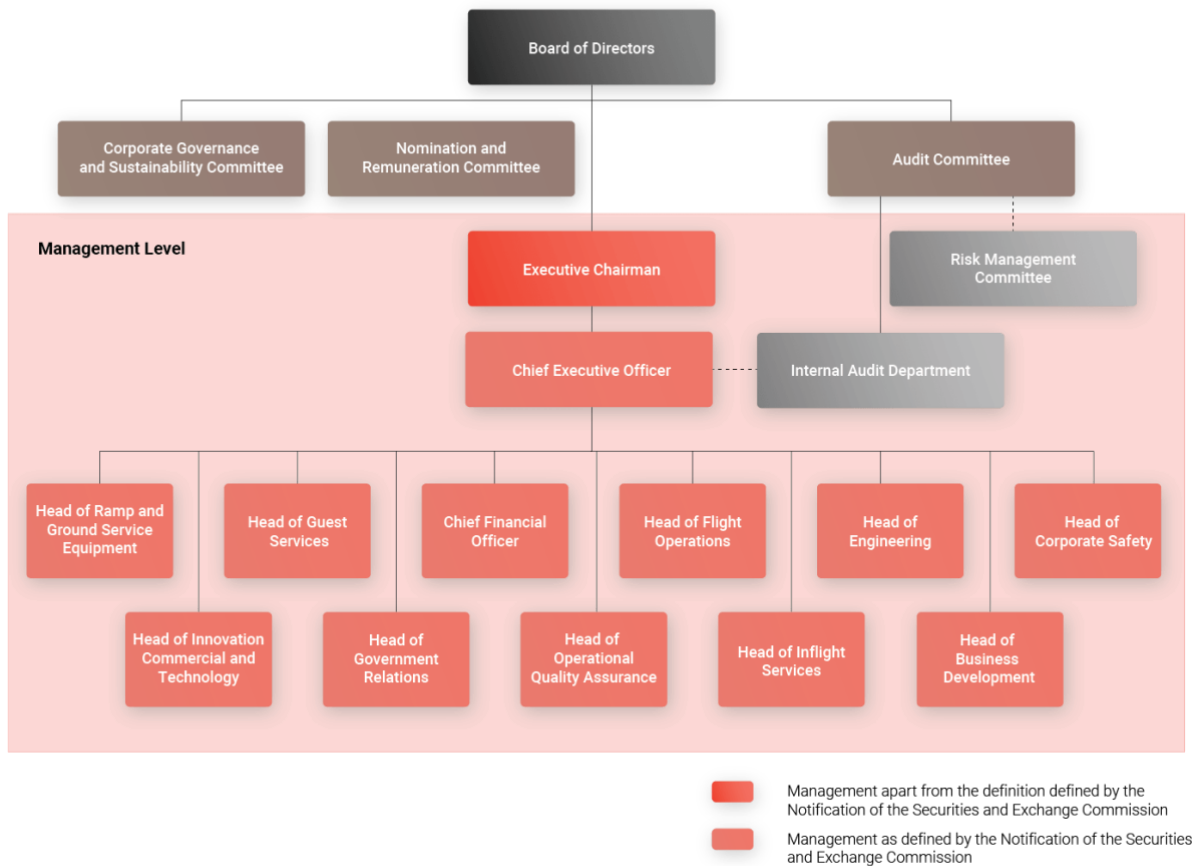 Board of Directors
Corporate Governance
and Sustainability Committee
Nomination and
Remuneration Committee
Audit Committee
Management Level
Executive Chairman
Risk Management
Committee
Chief Executive Officer
Internal Audit Department
Head of Ramp and
Ground Service
Equipment
Head of Guest
Services
Chief Financial
Officer
Head of Flight
Operations
Head of
Engineering
Head of
Corporate Safety
Head of Innovation
Commercial and
Technology
Head of
Government
Relations
Head of
Operational
Quality Assurance
Head of Inflight
Services
Head of
Business
Development
Management apart from the definition defined by the
Notification of the Securities and Exchange Commission
Management as defined by the Notification of the Securities
and Exchange Commission